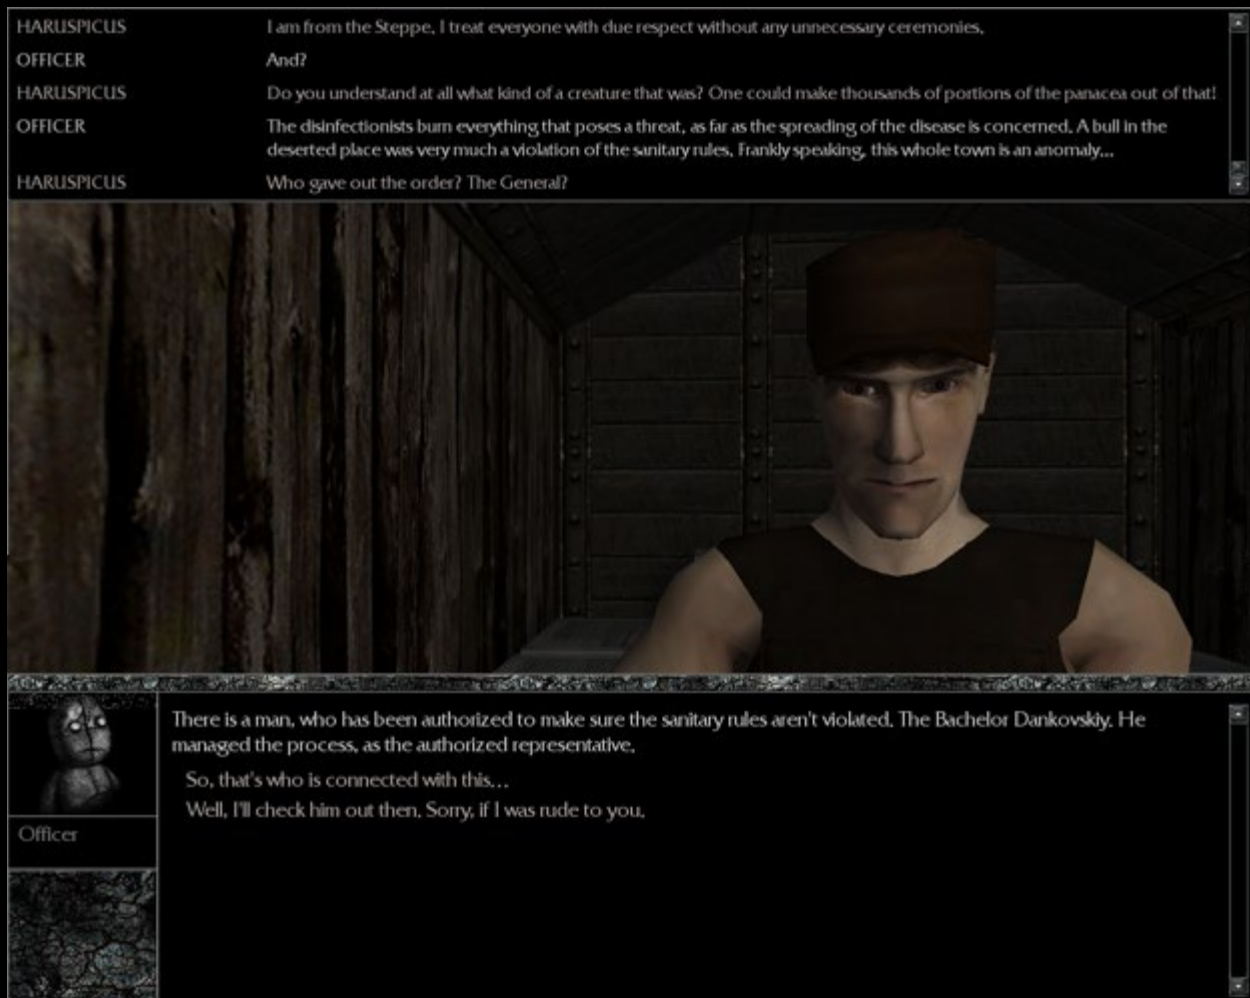 HARUSPICUS I am from the Steppe, I treat everyone with due respect without any unnecessary ceremonies.
OFFICER And?
HARUSPICUS Do you understand at all what kind of a creature that was? One could make thousands of portions of the panacea out of that!
OFFICER The disinfectionists burn everything that poses a threat, as far as the spreading of the disease is concerned. A bull in the
deserted place was very much a violation of the sanitary rules. Frankly speaking, this whole town is an anomaly...
HARUSPICUS Who gave out the order? The General?
There is a man, who has been authorized to make sure the sanitary rules aren't violated. The Bachelor Dankovskiy. He
managed the process, as the authorized representative.
So, that's who is connected with this...
Well, I'll check him out then. Sorry, if I was rude to you.
Officer